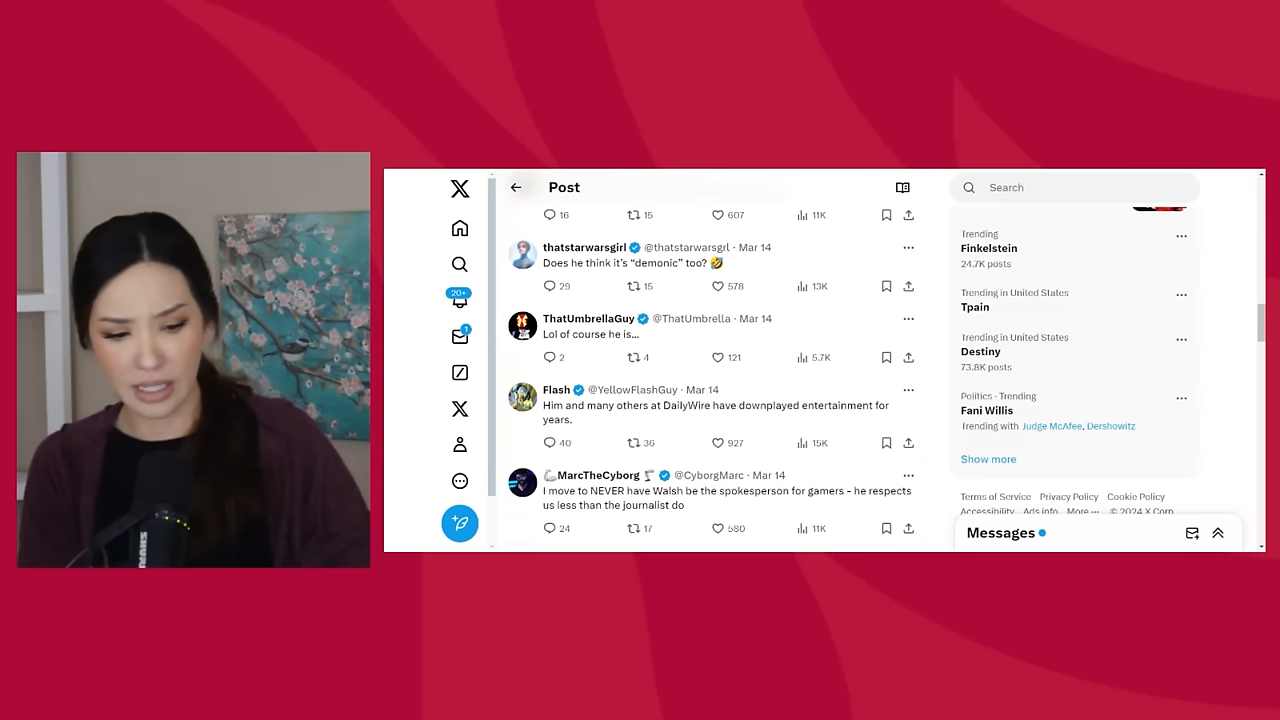 Post
Search
16 15 607 11K
thatstarwarsgirl @thatstarwarsgrl · Mar 14
Does he think it's "demonic" too? 🤣
29 15 578 13K
ThatUmbrellaGuy @ThatUmbrella · Mar 14
Lol of course he is...
2 4 121 5.7K
Flash @YellowFlashGuy · Mar 14
Him and many others at DailyWire have downplayed entertainment for
years.
40 36 927 15K
🦾MarcTheCyborg @CyborgMarc · Mar 14
I move to NEVER have Walsh be the spokesperson for gamers - he respects
us less than the journalist do
24 17 580 11K
20+
1
Trending
Finkelstein
24.7K posts
Trending in United States
Tpain
Trending in United States
Destiny
73.8K posts
Politics · Trending
Fani Willis
Trending with Judge McAfee, Dershowitz
Show more
Terms of Service Privacy Policy Cookie Policy
Accessibility Ads info More ··· © 2024 X Corp.
Messages
SHURE